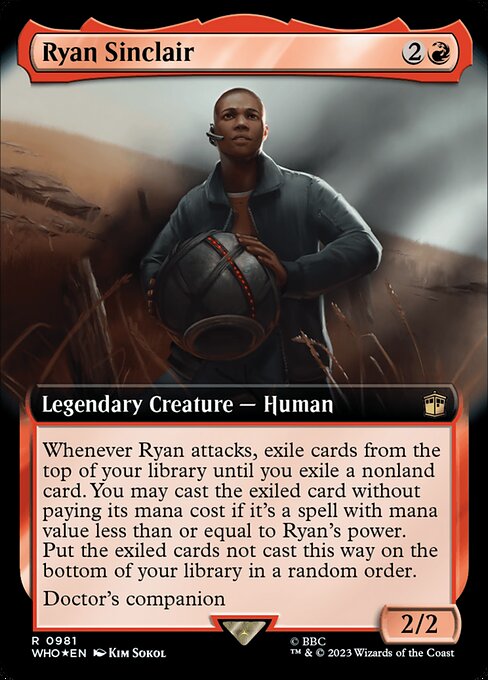 Ryan Sinclair 2
Legendary Creature — Human
Whenever Ryan attacks, exile cards from the
top of your library until you exile a nonland
card. You may cast the exiled card without
paying its mana cost if it's a spell with mana
value less than or equal to Ryan's power.
Put the exiled cards not cast this way on the
bottom of your library in a random order.
Doctor's companion
2/2
R 0981
WHO★EN Kim Sokol
© BBC
™ & © 2023 Wizards of the Coast